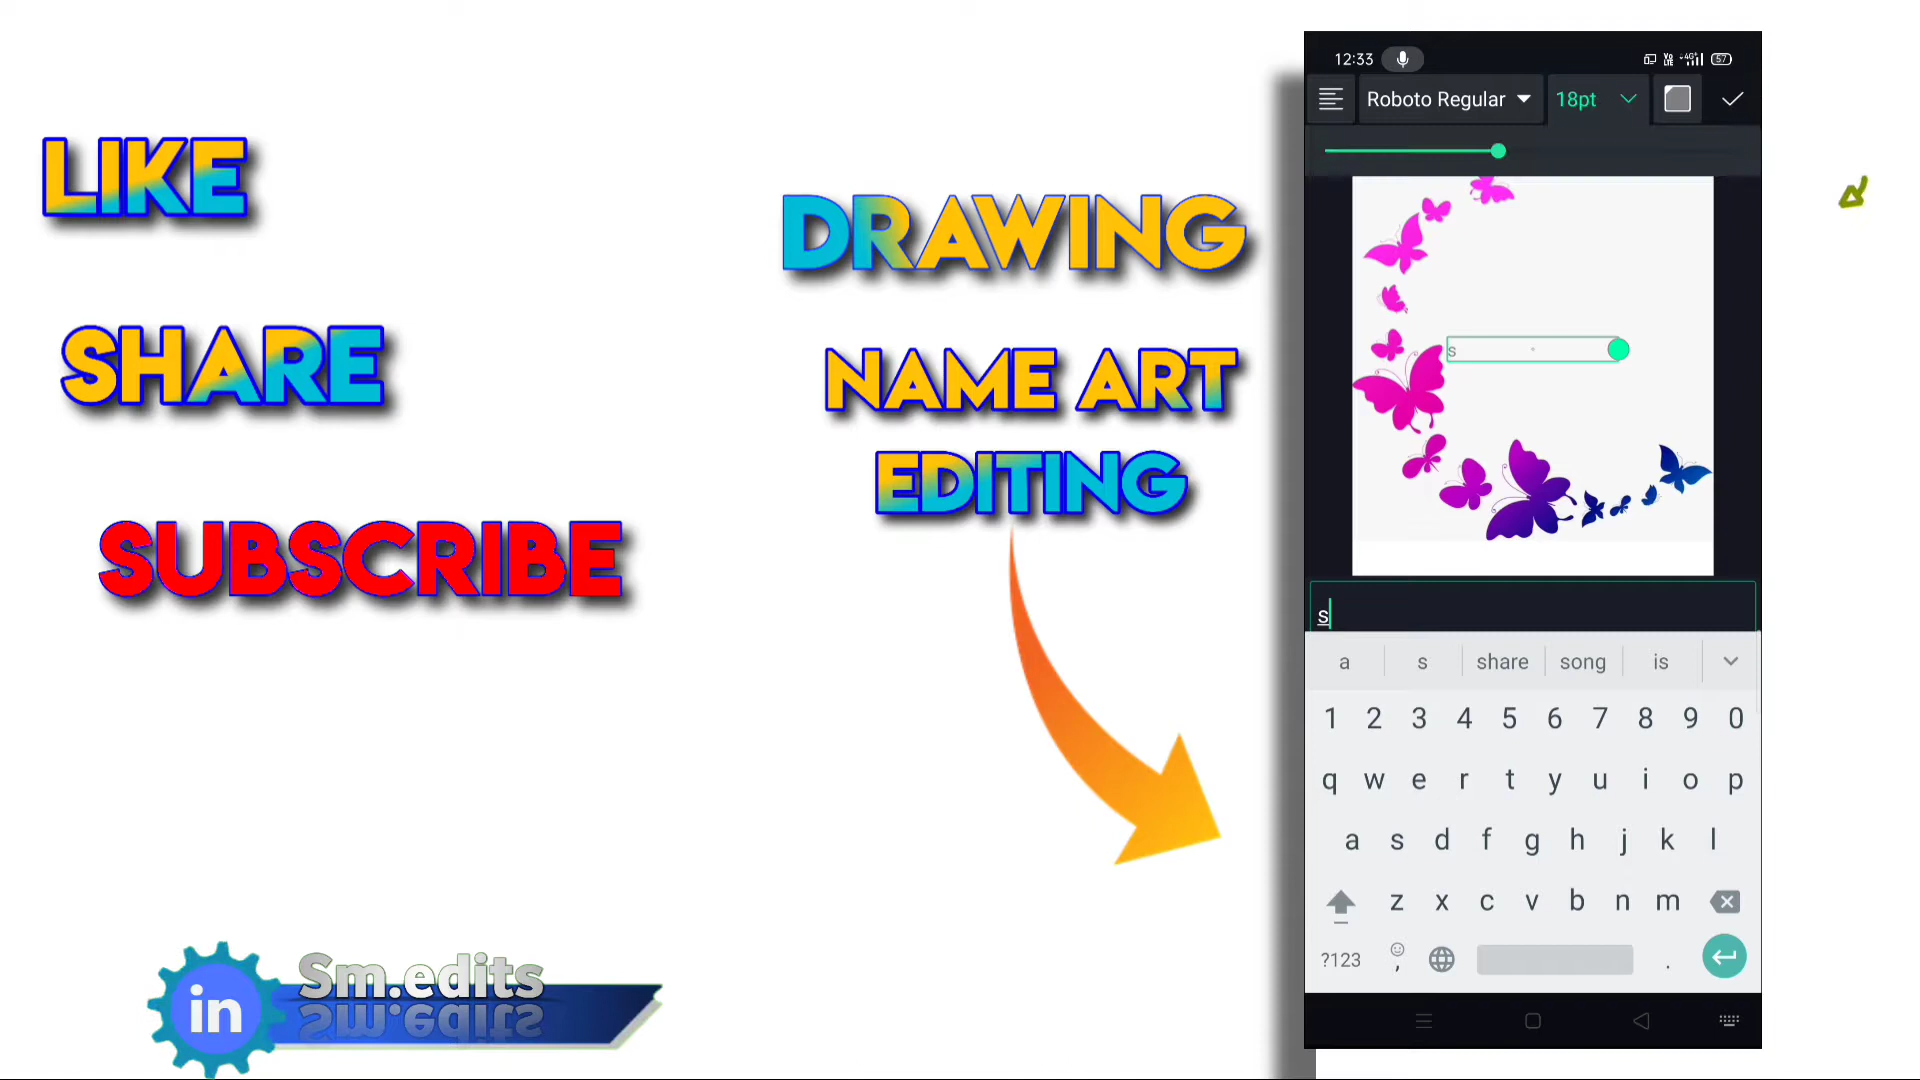 LIKE
SHARE
SUBSCRIBE
DRAWING
NAME ART
EDITING
in
Sm.edits
12:33
57
Roboto Regular
18pt
s
s
a s share song is
1 2 3 4 5 6 7 8 9 0
q w e r t y u i o p
a s d f g h j k l
z x c v b n m
?123 , .